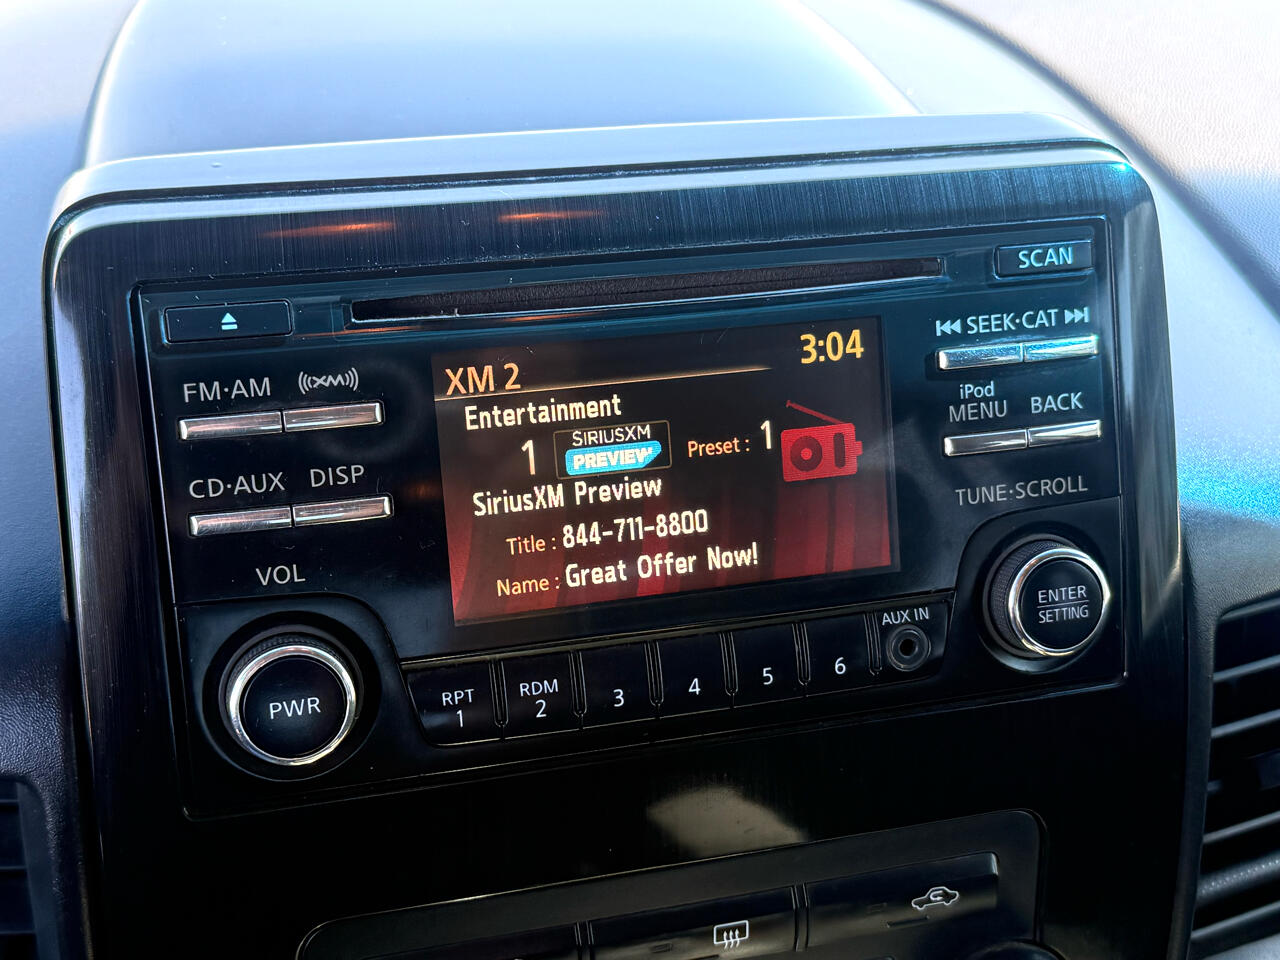 SCAN
SEEK·CAT
FM·AM
XM
XM 2
3:04
Entertainment
1
SIRIUSXM
PREVIEW
Preset : 1
SiriusXM Preview
Title : 844-711-8800
Name : Great Offer Now!
iPod
MENU
BACK
CD·AUX
DISP
TUNE·SCROLL
VOL
PWR
ENTER
SETTING
AUX IN
RPT
1
RDM
2
3
4
5
6